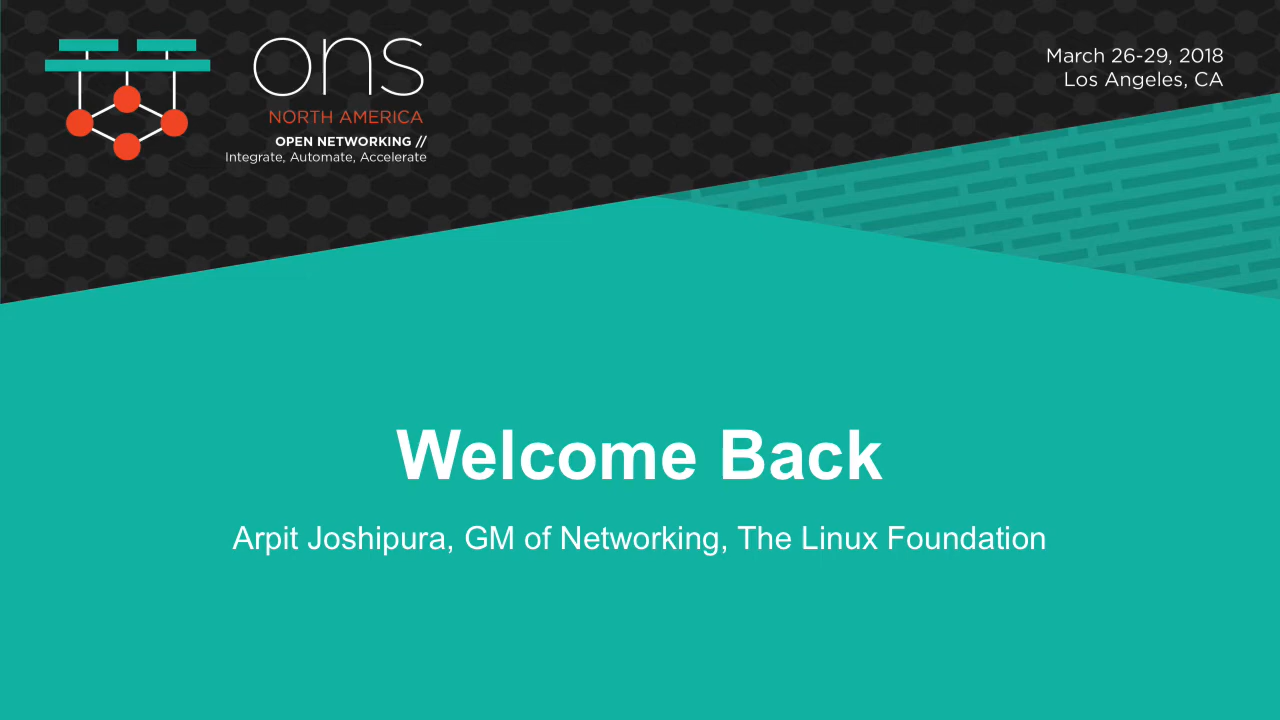 ons
NORTH AMERICA
OPEN NETWORKING //
Integrate, Automate, Accelerate
March 26-29, 2018
Los Angeles, CA
Welcome Back
Arpit Joshipura, GM of Networking, The Linux Foundation